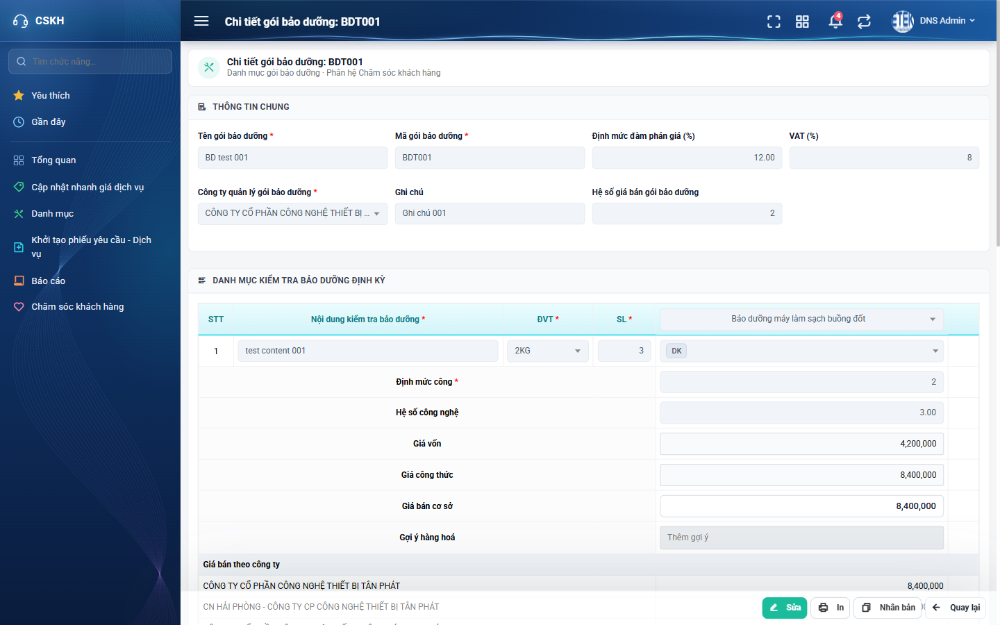 CSKH
Chi tiết gói bảo dưỡng: BDT001
4
DNS Admin
Tìm chức năng...
Yêu thích
Gần đây
Tổng quan
Cập nhật nhanh giá dịch vụ
Danh mục
Khởi tạo phiếu yêu cầu - Dịch
vụ
Báo cáo
Chăm sóc khách hàng
Chi tiết gói bảo dưỡng: BDT001
Danh mục gói bảo dưỡng · Phân hệ Chăm sóc khách hàng
THÔNG TIN CHUNG
Tên gói bảo dưỡng * Mã gói bảo dưỡng * Định mức đàm phán giá (%) VAT (%)
BD test 001 BDT001 12.00 8
Công ty quản lý gói bảo dưỡng * Ghi chú Hệ số giá bán gói bảo dưỡng
CÔNG TY CỔ PHẦN CÔNG NGHỆ THIẾT BỊ ... Ghi chú 001 2
DANH MỤC KIỂM TRA BẢO DƯỠNG ĐỊNH KỲ
STT Nội dung kiểm tra bảo dưỡng * ĐVT * SL * Bảo dưỡng máy làm sạch buồng đốt
1 test content 001 2KG 3 DK
Định mức công * 2
Hệ số công nghệ 3.00
Giá vốn 4,200,000
Giá công thức 8,400,000
Giá bán cơ sở 8,400,000
Gợi ý hàng hoá Thêm gợi ý
Giá bán theo công ty
CÔNG TY CỔ PHẦN CÔNG NGHỆ THIẾT BỊ TÂN PHÁT 8,400,000
CN HẢI PHÒNG - CÔNG TY CP CÔNG NGHỆ THIẾT BỊ TÂN PHÁT
Sửa In Nhân bản Quay lại